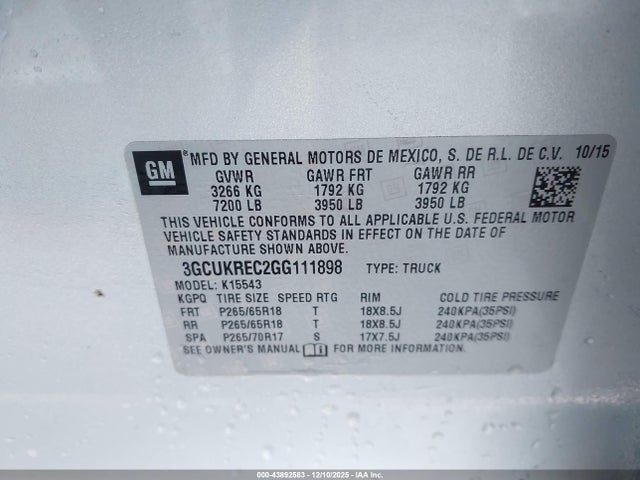 GM ® MFD BY GENERAL MOTORS DE MEXICO, S. DE R.L. DE C.V. 10/15
GVWR GAWR FRT GAWR RR
3266 KG 1792 KG 1792 KG
7200 LB 3950 LB 3950 LB
THIS VEHICLE CONFORMS TO ALL APPLICABLE U.S. FEDERAL MOTOR
VEHICLE SAFETY STANDARDS IN EFFECT ON THE DATE OF
MANUFACTURE SHOWN ABOVE.
3GCUKREC2GG111898 TYPE: TRUCK
MODEL: K15543
KGPQ TIRE SIZE SPEED RTG RIM COLD TIRE PRESSURE
FRT P265/65R18 T 18X8.5J 240KPA(35PSI)
RR P265/65R18 T 18X8.5J 240KPA(35PSI)
SPA P265/70R17 S 17X7.5J 240KPA(35PSI)
SEE OWNER'S MANUAL FOR MORE INFORMATION.
000-43892583 - 12/10/2025 - IAA Inc.